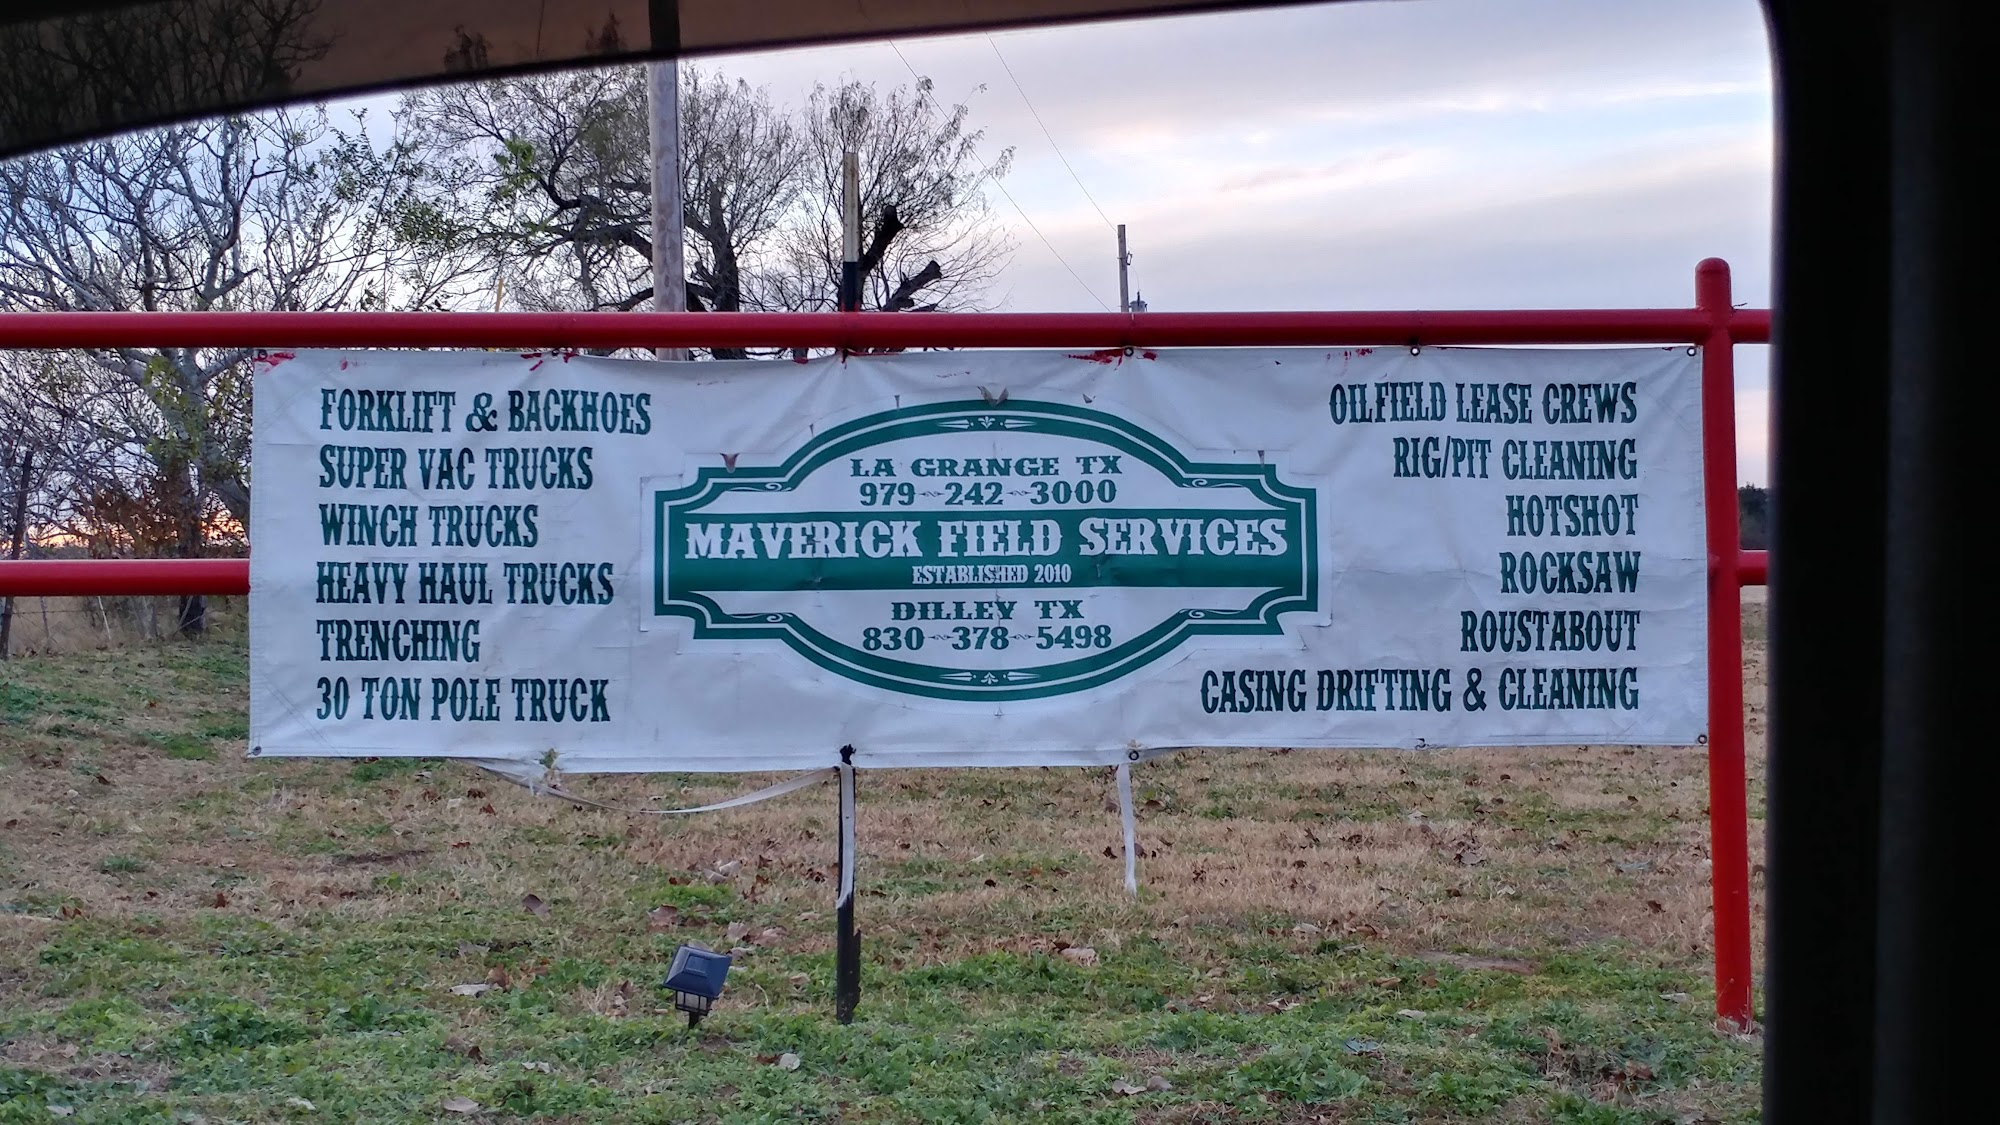 FORKLIFT & BACKHOES
SUPER VAC TRUCKS
WINCH TRUCKS
HEAVY HAUL TRUCKS
TRENCHING
30 TON POLE TRUCK
LA GRANGE TX
979-242-3000
MAVERICK FIELD SERVICES
ESTABLISHED 2010
DILLEY TX
830-378-5498
OILFIELD LEASE CREWS
RIG/PIT CLEANING
HOTSHOT
ROCKSAW
ROUSTABOUT
CASING DRIFTING & CLEANING